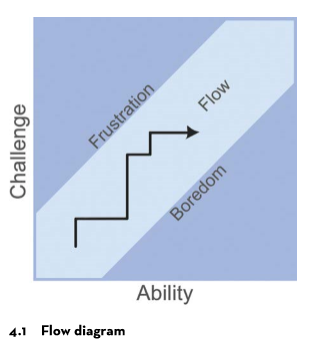 Challenge
Frustration
Flow
Boredom
Ability
4.1 Flow diagram